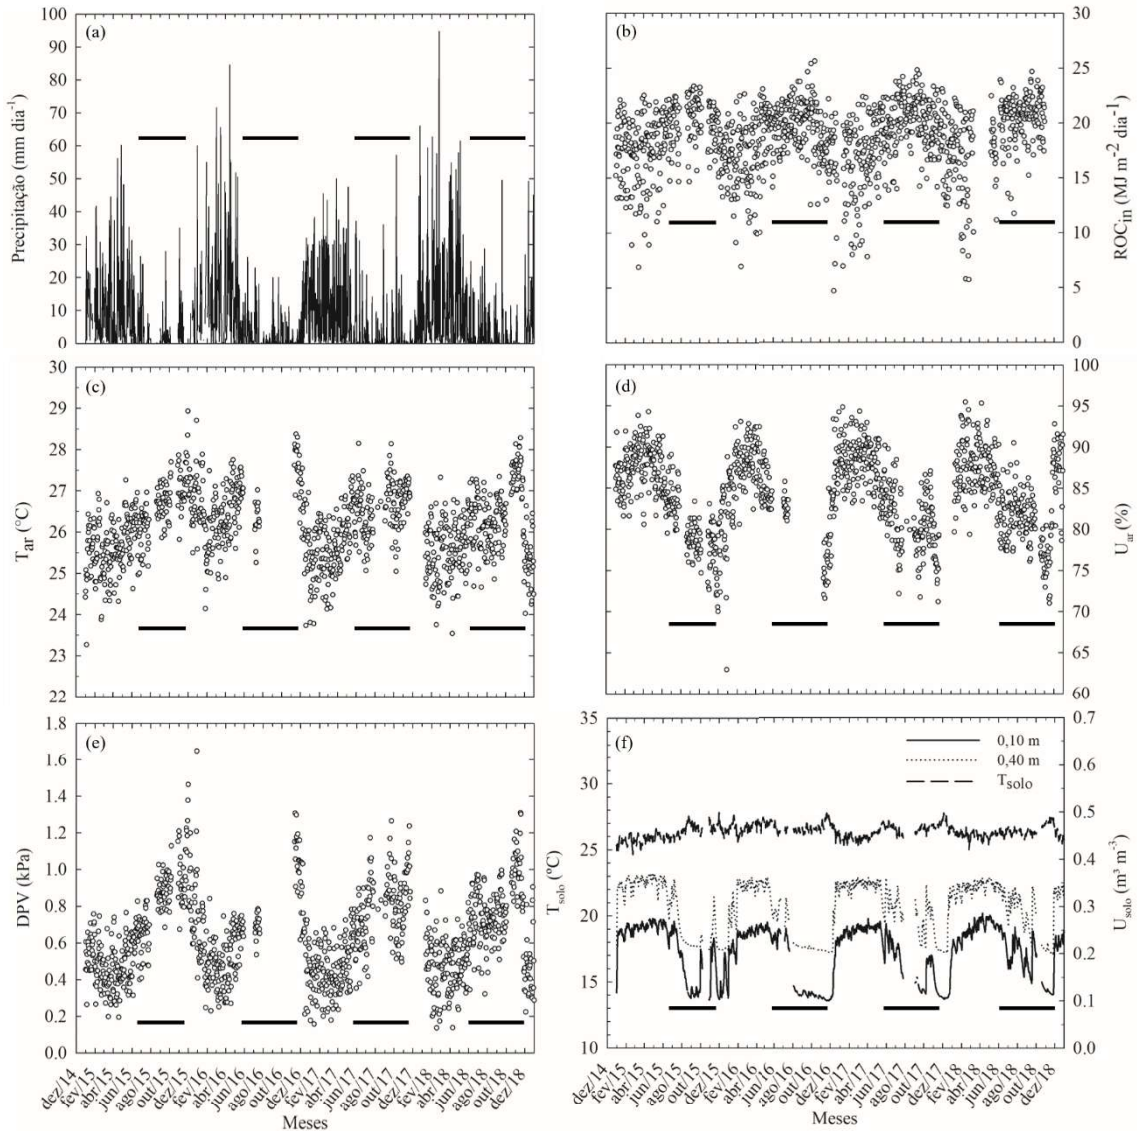 (a)
Precipitação (mm dia-1)
100
90
80
70
60
50
40
30
20
10
0
(b)
ROCin (MJ m-2 dia-1)
30
25
20
15
10
5
0
(c)
Tar (°C)
30
29
28
27
26
25
24
23
22
(d)
Uar (%)
100
95
90
85
80
75
70
65
60
(e)
DPV (kPa)
1.8
1.6
1.4
1.2
1.0
0.8
0.6
0.4
0.2
0.0
dez/14
fev/15
abr/15
jun/15
ago/15
out/15
dez/15
fev/16
abr/16
jun/16
ago/16
out/16
dez/16
fev/17
abr/17
jun/17
ago/17
out/17
dez/17
fev/18
abr/18
jun/18
ago/18
out/18
dez/18
Meses
(f)
0,10 m
0,40 m
Tsolo
Tsolo (ºC)
35
30
25
20
15
10
Usolo (m³ m-3)
0.7
0.6
0.5
0.4
0.3
0.2
0.1
0.0
dez/14
fev/15
abr/15
jun/15
ago/15
out/15
dez/15
fev/16
abr/16
jun/16
ago/16
out/16
dez/16
fev/17
abr/17
jun/17
ago/17
out/17
dez/17
fev/18
abr/18
jun/18
ago/18
out/18
dez/18
Meses